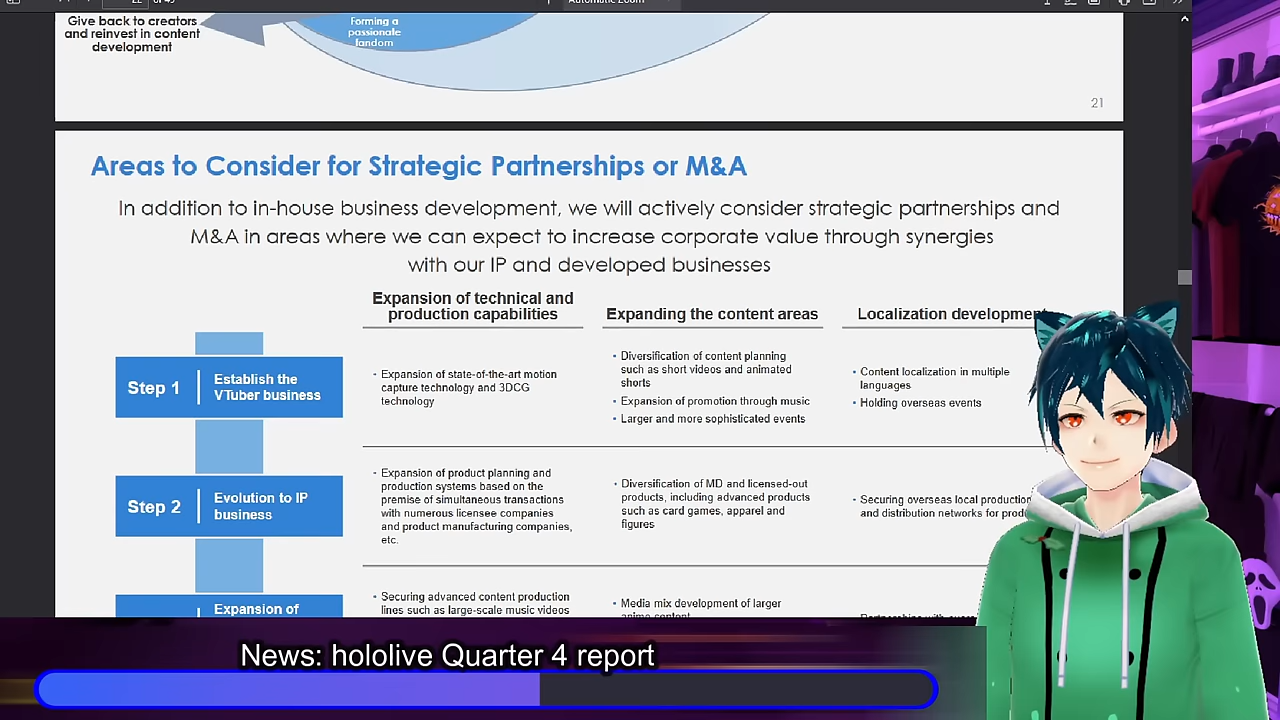 Give back to creators
and reinvest in content
development
Forming a
passionate
fandom
21
Areas to Consider for Strategic Partnerships or M&A
In addition to in-house business development, we will actively consider strategic partnerships and
M&A in areas where we can expect to increase corporate value through synergies
with our IP and developed businesses
Expansion of technical and
production capabilities
Expanding the content areas
Localization development
Step 1
Establish the
VTuber business
• Expansion of state-of-the-art motion
capture technology and 3DCG
technology
• Diversification of content planning
such as short videos and animated
shorts
• Expansion of promotion through music
• Larger and more sophisticated events
• Content localization in multiple
languages
• Holding overseas events
Step 2
Evolution to IP
business
• Expansion of product planning and
production systems based on the
premise of simultaneous transactions
with numerous licensee companies
and product manufacturing companies,
etc.
• Diversification of MD and licensed-out
products, including advanced products
such as card games, apparel and
figures
• Securing overseas local production
and distribution networks for
Expansion of
• Securing advanced content production
lines such as large-scale music videos
• Media mix development of larger
anime content
News: hololive Quarter 4 report